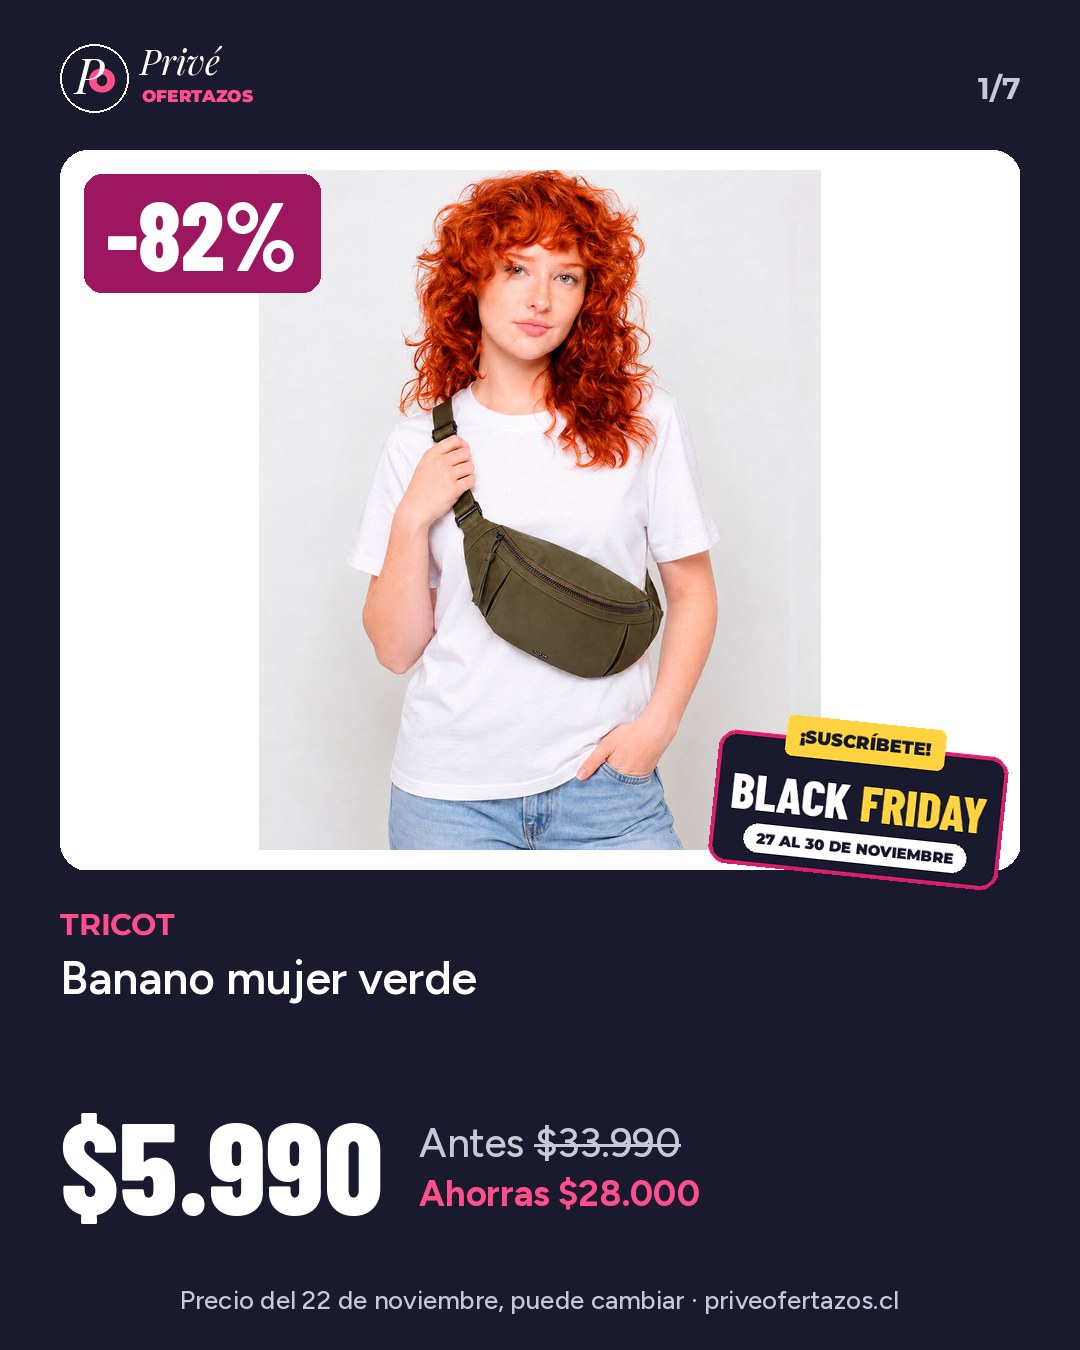 Privé
OFERTAZOS
1/7
-82%
¡SUSCRÍBETE!
BLACK FRIDAY
27 AL 30 DE NOVIEMBRE
TRICOT
Banano mujer verde
$5.990
Antes $33.990
Ahorras $28.000
Precio del 22 de noviembre, puede cambiar · priveofertazos.cl